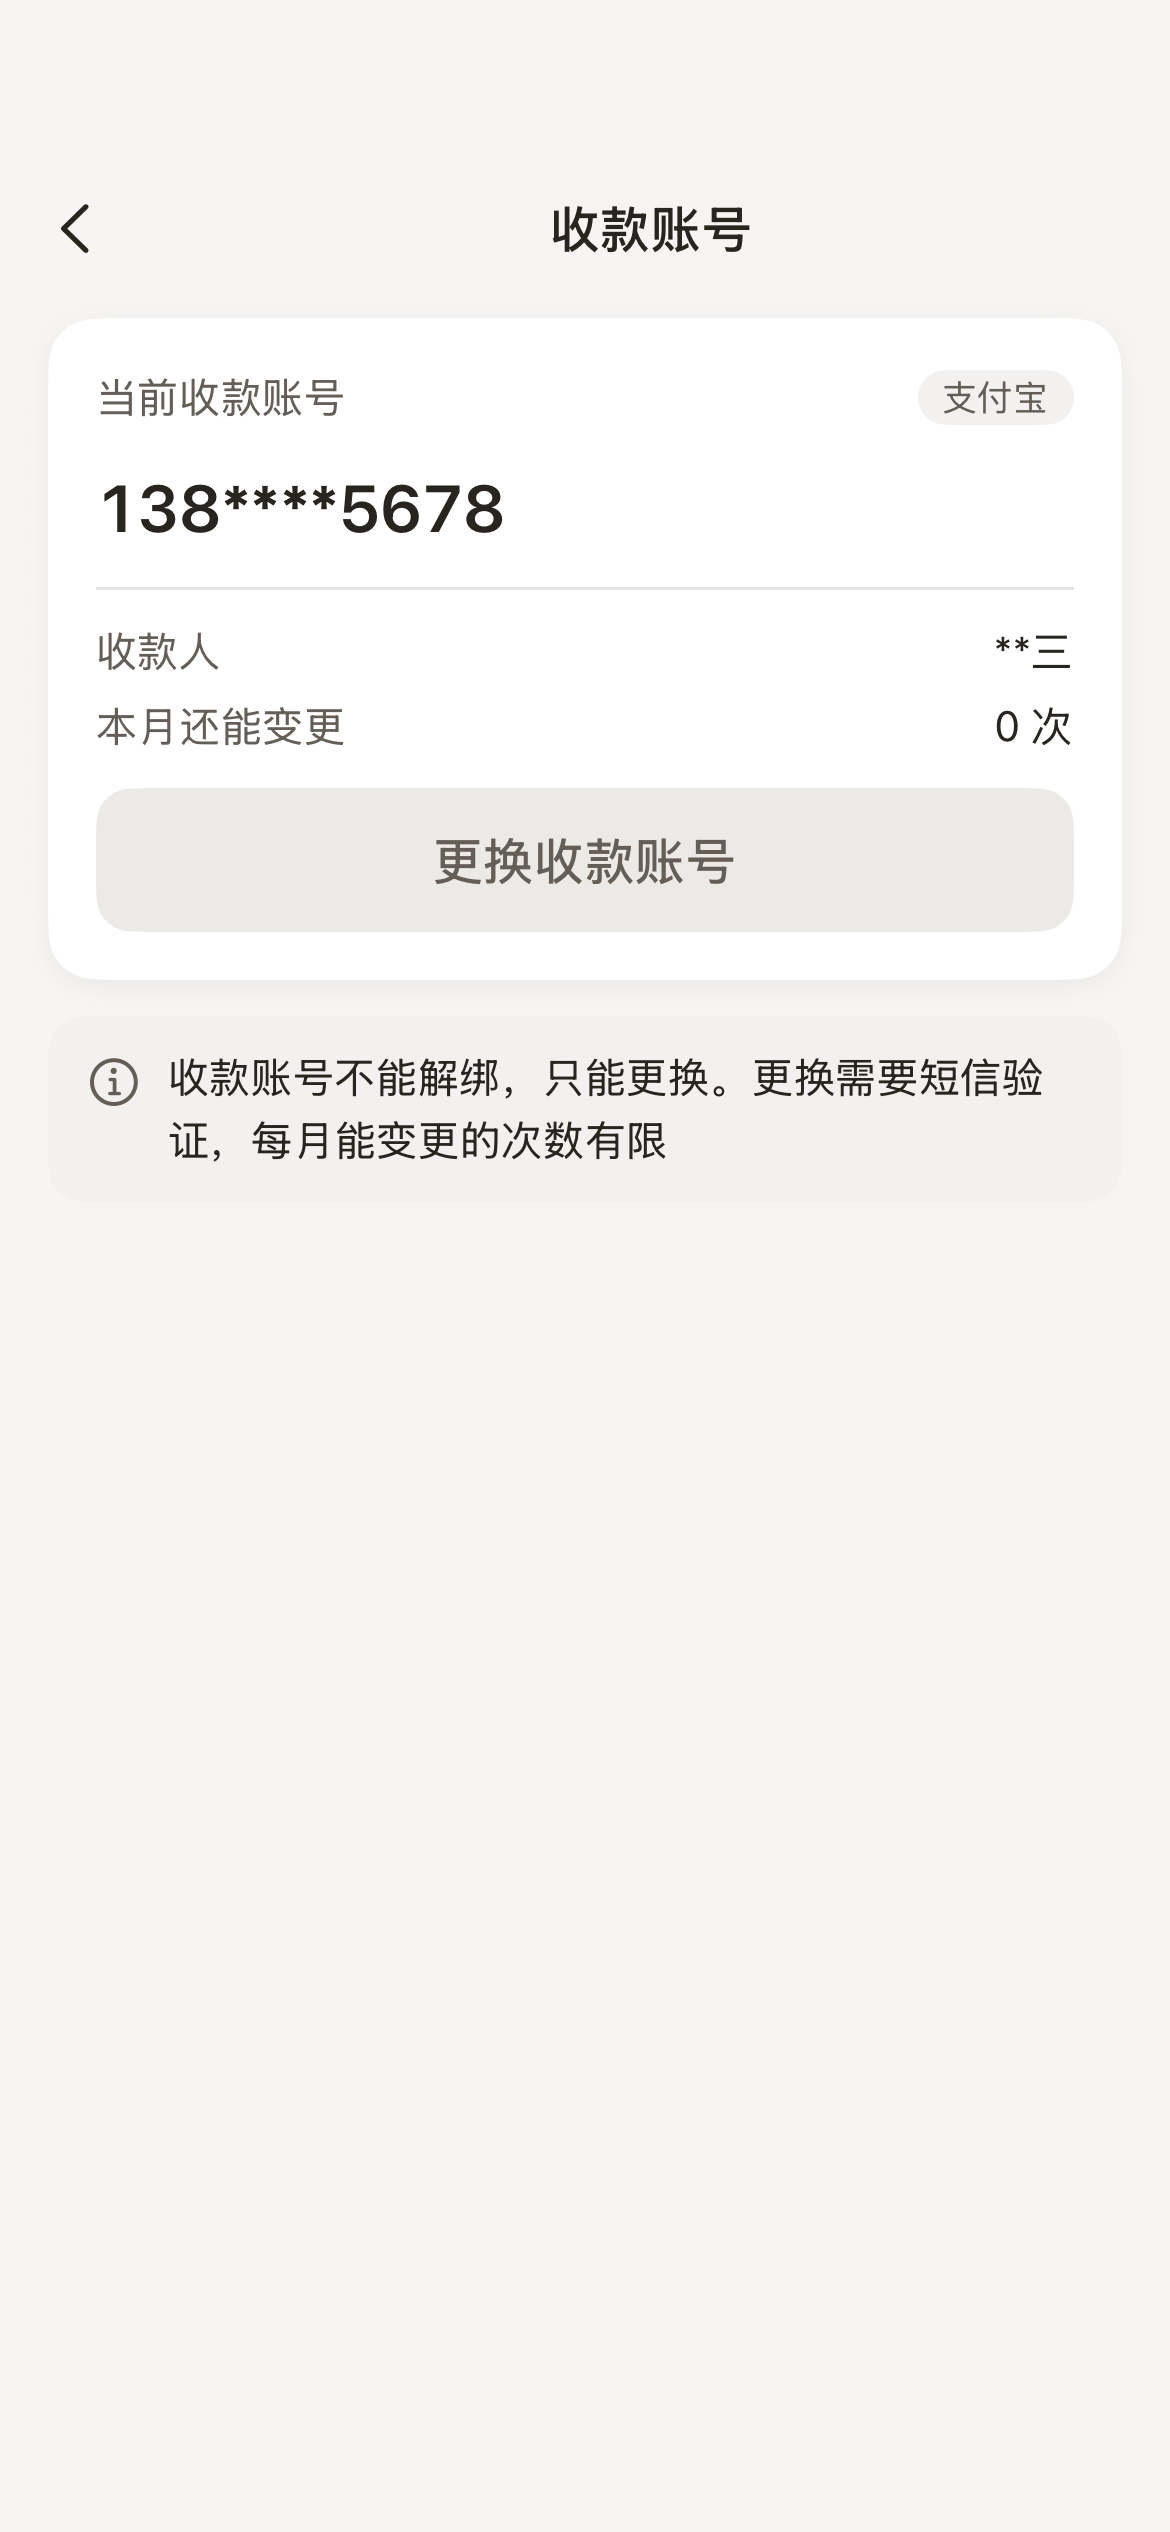 收款账号
当前收款账号 支付宝
138****5678
收款人 **三
本月还能变更 0 次
更换收款账号
收款账号不能解绑，只能更换。更换需要短信验
证，每月能变更的次数有限